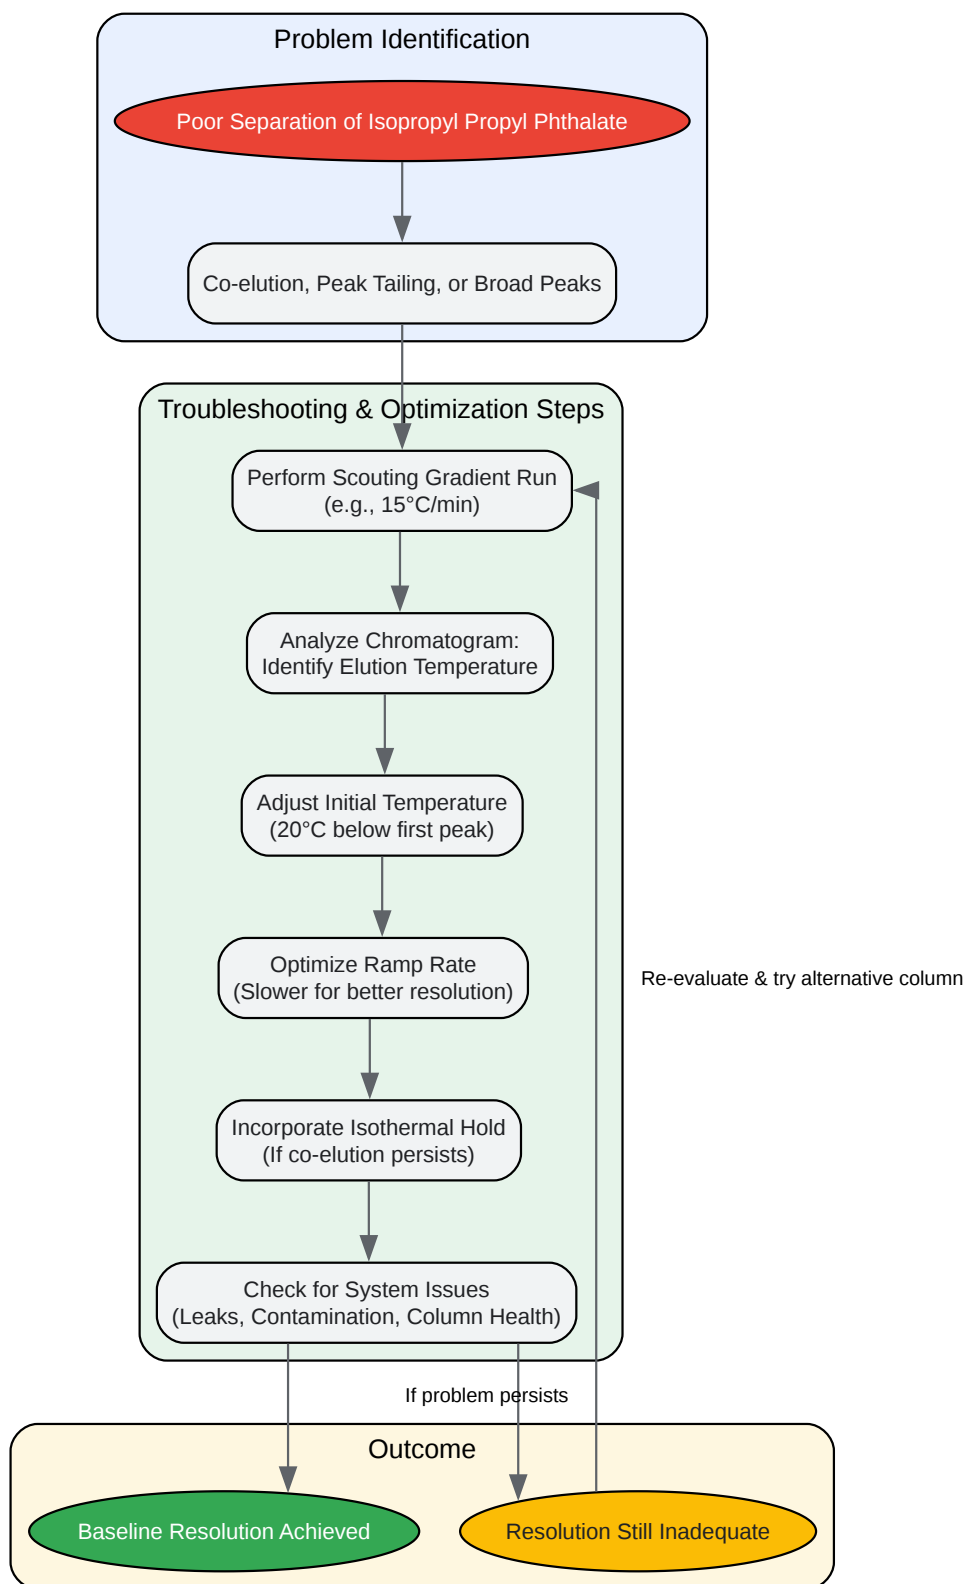 Problem Identification
Poor Separation of Isopropyl Propyl Phthalate
Co-elution, Peak Tailing, or Broad Peaks
Troubleshooting & Optimization Steps
Perform Scouting Gradient Run
(e.g., 15°C/min)
Analyze Chromatogram:
Identify Elution Temperature
Adjust Initial Temperature
(20°C below first peak)
Optimize Ramp Rate
(Slower for better resolution)
Re-evaluate & try alternative column
Incorporate Isothermal Hold
(If co-elution persists)
Check for System Issues
(Leaks, Contamination, Column Health)
If problem persists
Outcome
Baseline Resolution Achieved
Resolution Still Inadequate